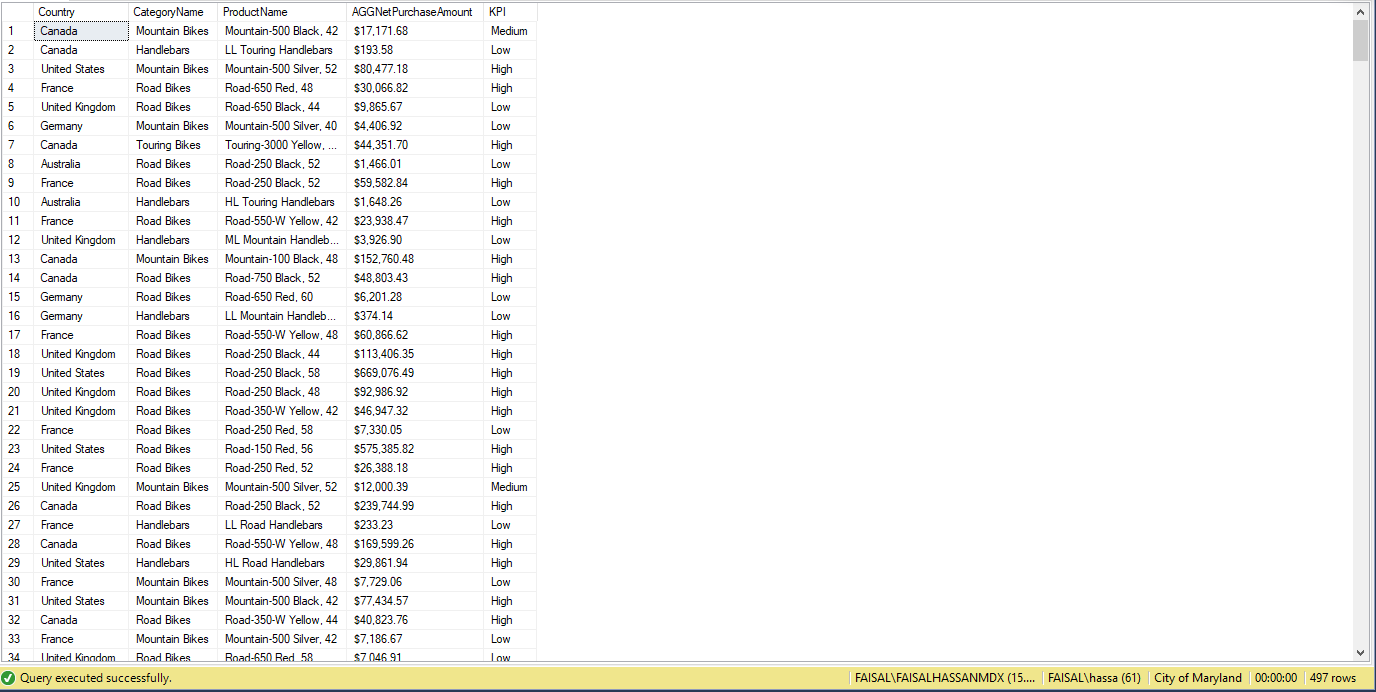 Country CategoryName ProductName AGGNetPurchaseAmount KPI
1 Canada Mountain Bikes Mountain-500 Black, 42 $17,171.68 Medium
2 Canada Handlebars LL Touring Handlebars $193.58 Low
3 United States Mountain Bikes Mountain-500 Silver, 52 $80,477.18 High
4 France Road Bikes Road-650 Red, 48 $30,066.82 High
5 United Kingdom Road Bikes Road-650 Black, 44 $9,865.67 Low
6 Germany Mountain Bikes Mountain-500 Silver, 40 $4,406.92 Low
7 Canada Touring Bikes Touring-3000 Yellow, ... $44,351.70 High
8 Australia Road Bikes Road-250 Black, 52 $1,466.01 Low
9 France Road Bikes Road-250 Black, 52 $59,582.84 High
10 Australia Handlebars HL Touring Handlebars $1,648.26 Low
11 France Road Bikes Road-550-W Yellow, 42 $23,938.47 High
12 United Kingdom Handlebars ML Mountain Handleb... $3,926.90 Low
13 Canada Mountain Bikes Mountain-100 Black, 48 $152,760.48 High
14 Canada Road Bikes Road-750 Black, 52 $48,803.43 High
15 Germany Road Bikes Road-650 Red, 60 $6,201.28 Low
16 Germany Handlebars LL Mountain Handleb... $374.14 Low
17 France Road Bikes Road-550-W Yellow, 48 $60,866.62 High
18 United Kingdom Road Bikes Road-250 Black, 44 $113,406.35 High
19 United States Road Bikes Road-250 Black, 58 $669,076.49 High
20 United Kingdom Road Bikes Road-250 Black, 48 $92,986.92 High
21 United Kingdom Road Bikes Road-350-W Yellow, 42 $46,947.32 High
22 France Road Bikes Road-250 Red, 58 $7,330.05 Low
23 United States Road Bikes Road-150 Red, 56 $575,385.82 High
24 France Road Bikes Road-250 Red, 52 $26,388.18 High
25 United Kingdom Mountain Bikes Mountain-500 Silver, 52 $12,000.39 Medium
26 Canada Road Bikes Road-250 Black, 52 $239,744.99 High
27 France Handlebars LL Road Handlebars $233.23 Low
28 Canada Road Bikes Road-550-W Yellow, 48 $169,599.26 High
29 United States Handlebars HL Road Handlebars $29,861.94 High
30 France Mountain Bikes Mountain-500 Silver, 48 $7,729.06 Low
31 United States Mountain Bikes Mountain-500 Black, 42 $77,434.57 High
32 Canada Road Bikes Road-350-W Yellow, 44 $40,823.76 High
33 France Mountain Bikes Mountain-500 Silver, 42 $7,186.67 Low
34 United Kingdom Road Bikes Road-650 Red, 58 $7,046.91 Low
Query executed successfully. FAISAL\FAISALHASSANMDX (15.... FAISAL\hassa (61) City of Maryland 00:00:00 497 rows